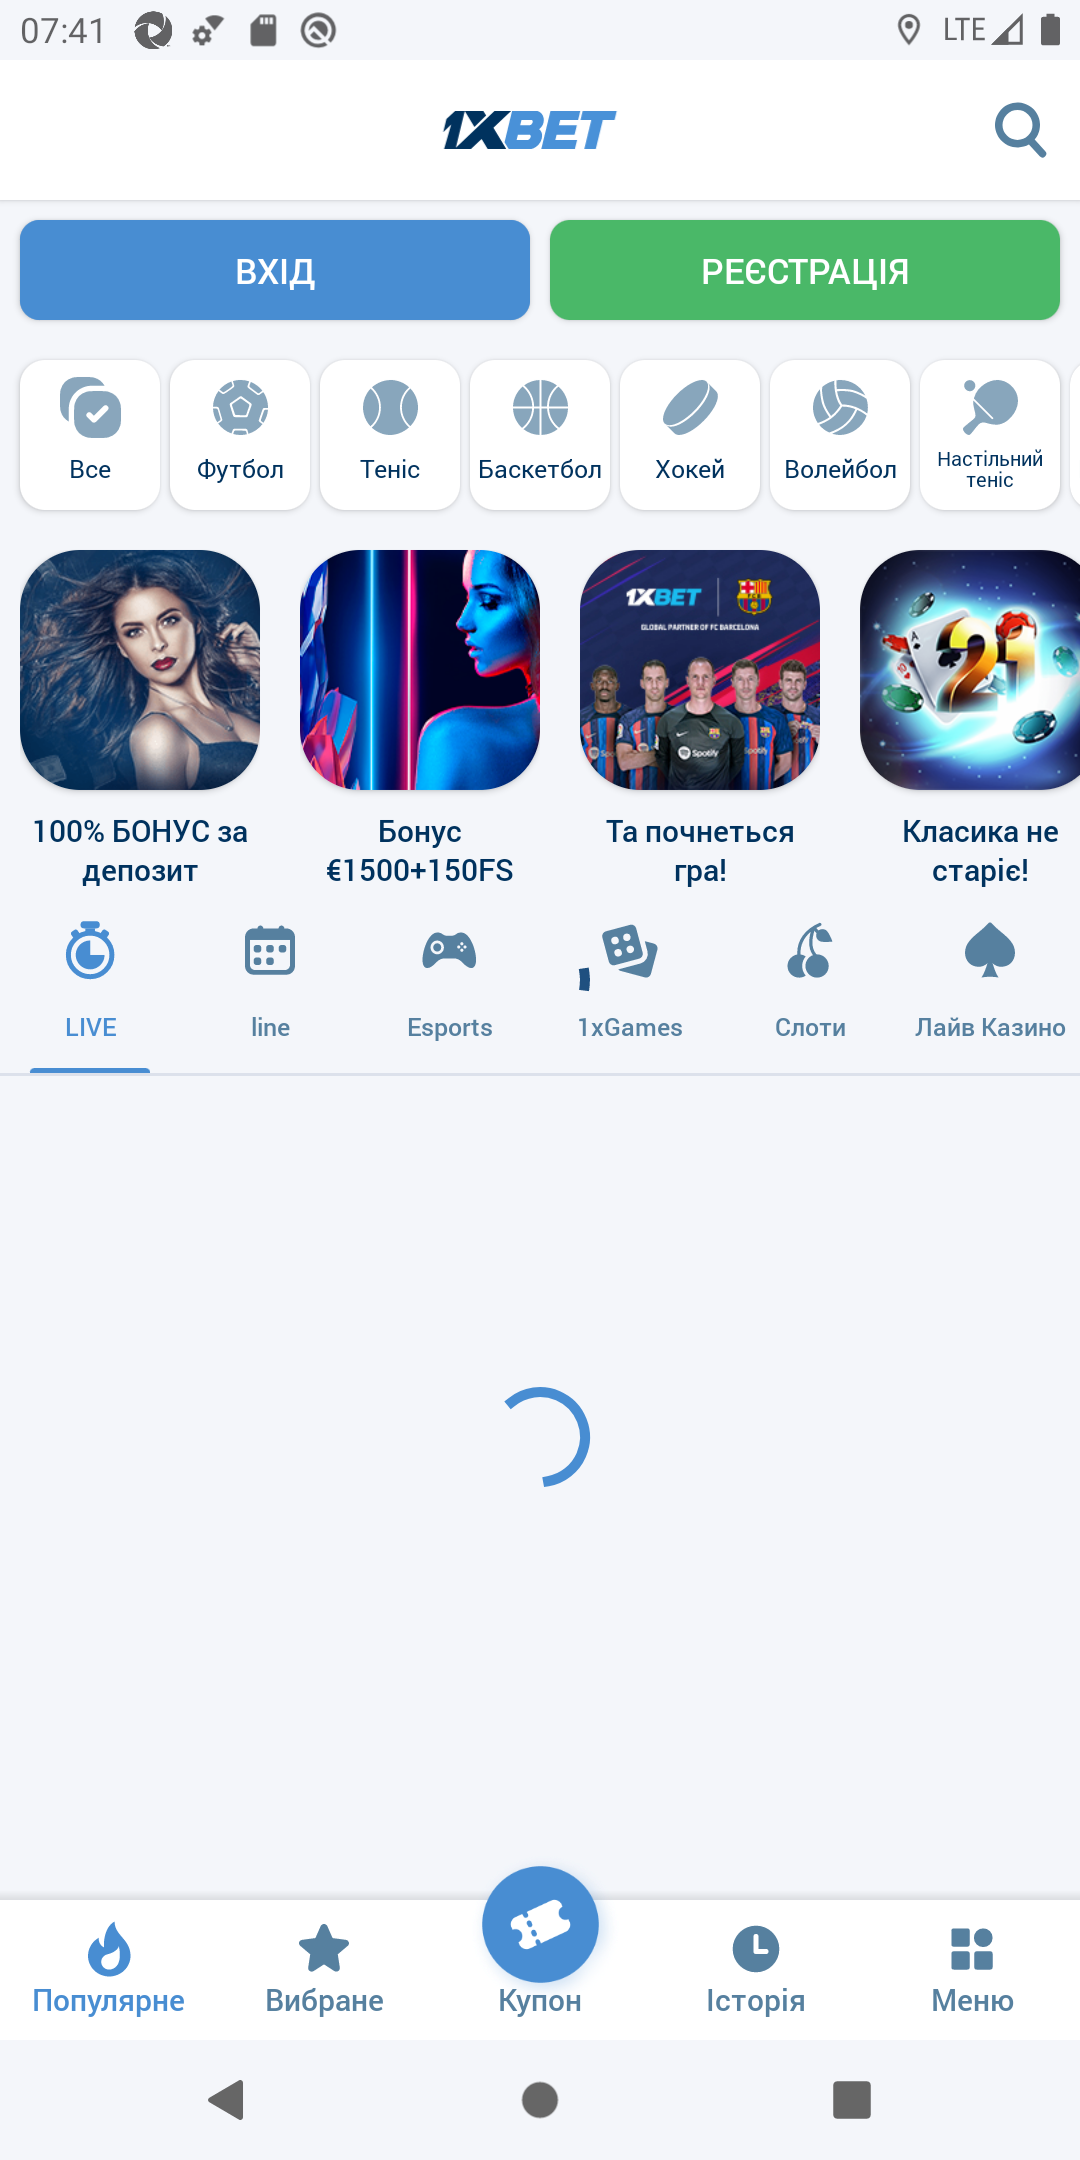 07:41
LTE
1XBET
ВХІД
РЕЄСТРАЦІЯ
Все
Футбол
Теніс
Баскетбол
Хокей
Волейбол
Настільний
теніс
1XBET
GLOBAL PARTNER OF FC BARCELONA
Spotify
A
21
100% БОНУС за
депозит
Бонус
€1500+150FS
Та почнеться
гра!
Класика не
старіє!
LIVE
line
Esports
1xGames
Слоти
Лайв Казино
Популярне
Вибране
Купон
Історія
Меню